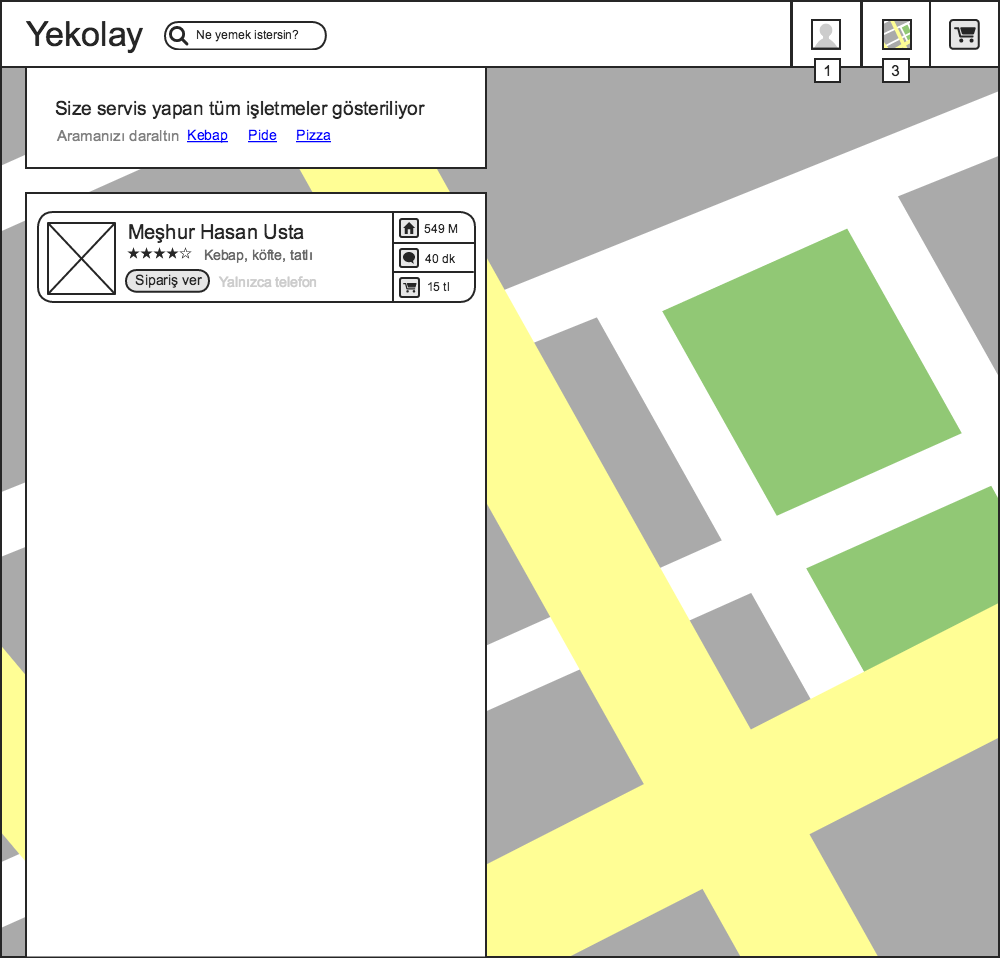 Yekolay
Ne yemek istersin?
1
3
Size servis yapan tüm işletmeler gösteriliyor
Aramanızı daraltın Kebap Pide Pizza
Meşhur Hasan Usta
★★★★☆ Kebap, köfte, tatlı
Sipariş ver Yalnızca telefon
549 M
40 dk
15 tl